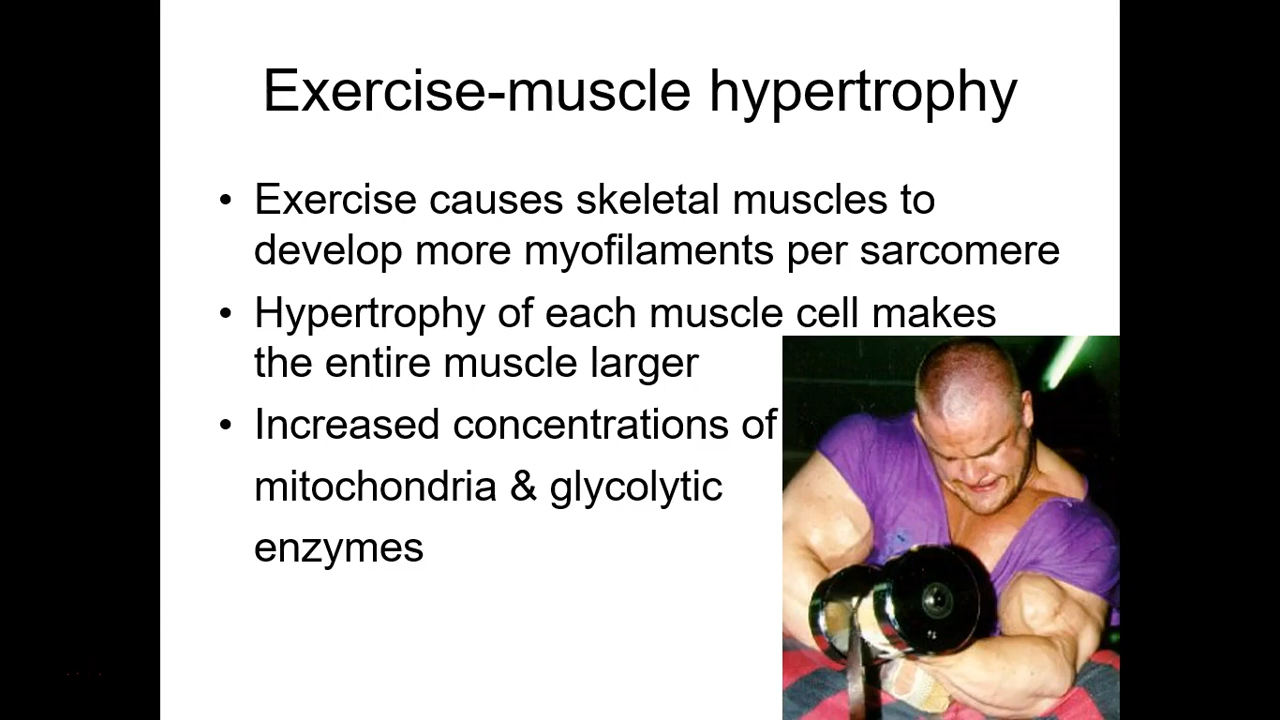 Exercise-muscle hypertrophy
• Exercise causes skeletal muscles to
develop more myofilaments per sarcomere
• Hypertrophy of each muscle cell makes
the entire muscle larger
• Increased concentrations of
mitochondria & glycolytic
enzymes